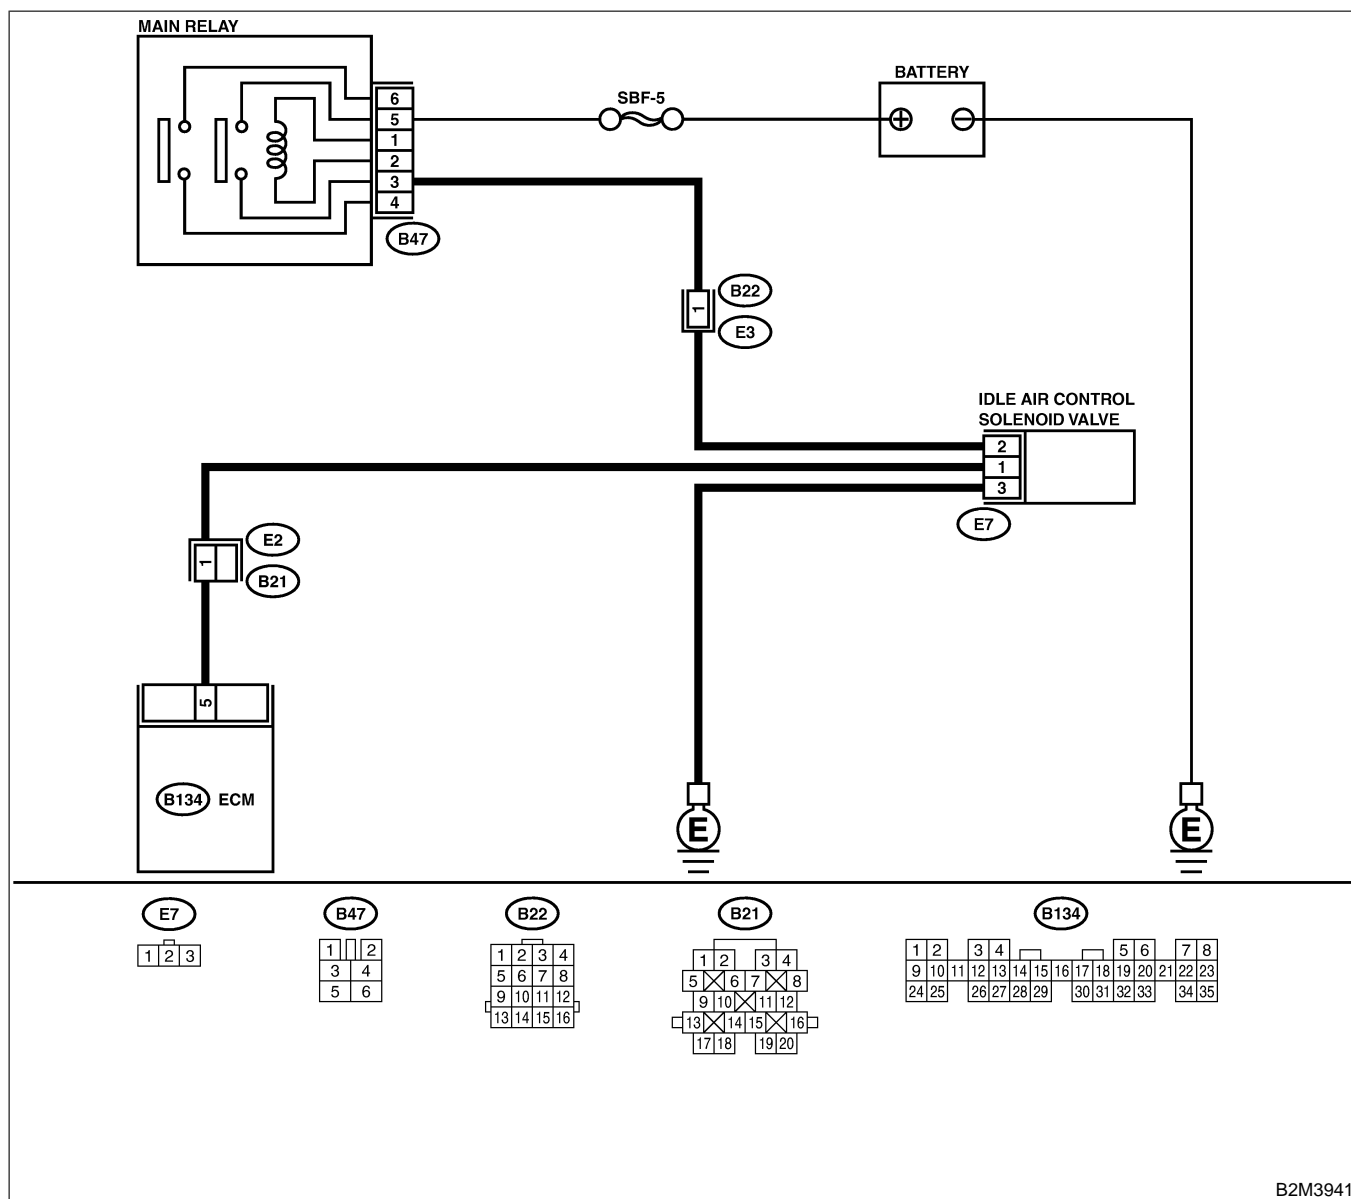 MAIN RELAY
BATTERY
SBF-5
6
5
1
2
3
4
B47
B22
1
E3
IDLE AIR CONTROL
SOLENOID VALVE
2
1
3
E7
E2
1
B21
5
B134 ECM
E E
E7 B47 B22 B21 B134
1 2 3
1 2
3 4
5 6
1 2 3 4
5 6 7 8
9 10 11 12
13 14 15 16
1 2 3 4
5 6 7 8
9 10 11 12
13 14 15 16
17 18 19 20
1 2 3 4 5 6 7 8
9 10 11 12 13 14 15 16 17 18 19 20 21 22 23
24 25 26 27 28 29 30 31 32 33 34 35
B2M3941